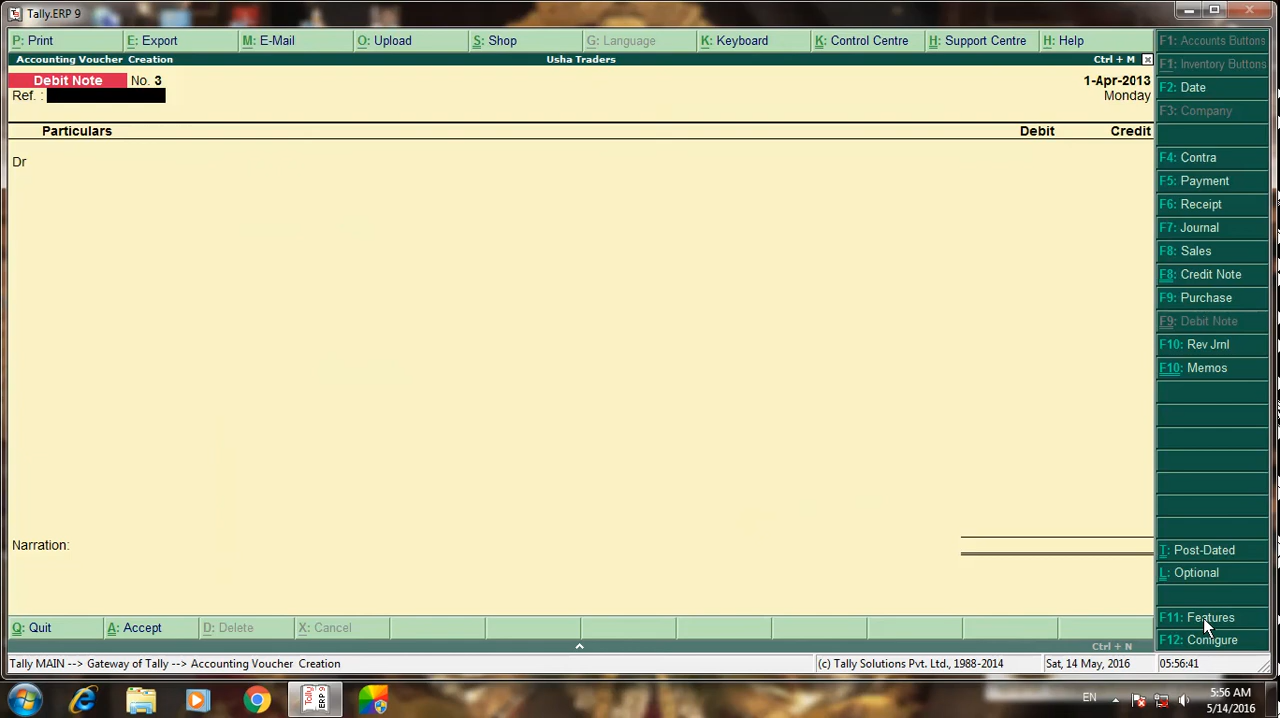 Tally.ERP 9
P: Print
E: Export
M: E-Mail
O: Upload
S: Shop
G: Language
K: Keyboard
K: Control Centre
H: Support Centre
H: Help
Accounting Voucher Creation
Usha Traders
Ctrl + M
Debit Note
No. 3
1-Apr-2013
Ref. :
Monday
Particulars
Debit
Credit
Dr
Narration:
F1: Accounts Buttons
F1: Inventory Buttons
F2: Date
F3: Company
F4: Contra
F5: Payment
F6: Receipt
F7: Journal
F8: Sales
F8: Credit Note
F9: Purchase
F9: Debit Note
F10: Rev Jrnl
F10: Memos
T: Post-Dated
L: Optional
F11: Features
F12: Configure
Q: Quit
A: Accept
D: Delete
X: Cancel
Ctrl + N
Tally MAIN --> Gateway of Tally --> Accounting Voucher Creation
(c) Tally Solutions Pvt. Ltd., 1988-2014
Sat, 14 May, 2016
05:56:41
ERP 9
EN
5:56 AM
5/14/2016